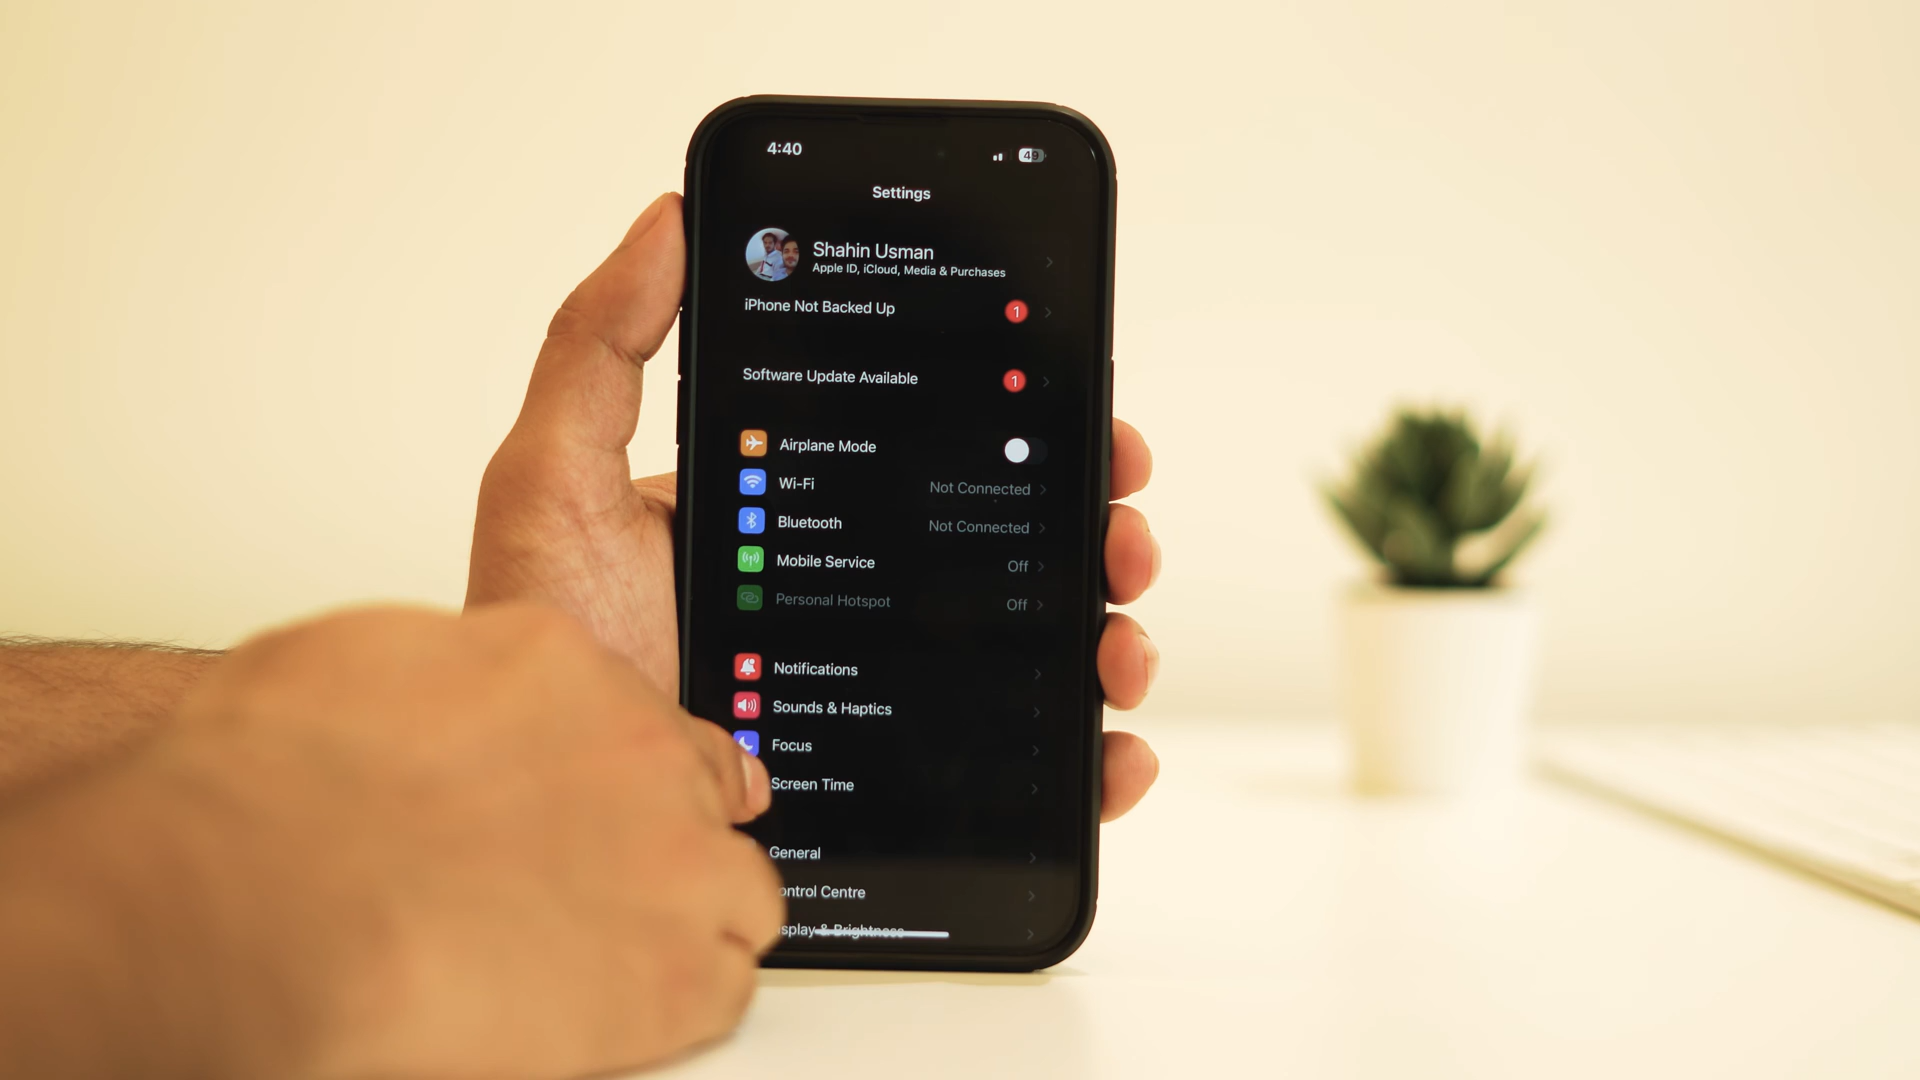 4:40
49
Settings
Shahin Usman
Apple ID, iCloud, Media & Purchases
iPhone Not Backed Up 1
Software Update Available 1
Airplane Mode
Wi-Fi Not Connected
Bluetooth Not Connected
Mobile Service Off
Personal Hotspot Off
Notifications
Sounds & Haptics
Focus
Screen Time
General
ontrol Centre
splay & Brightness